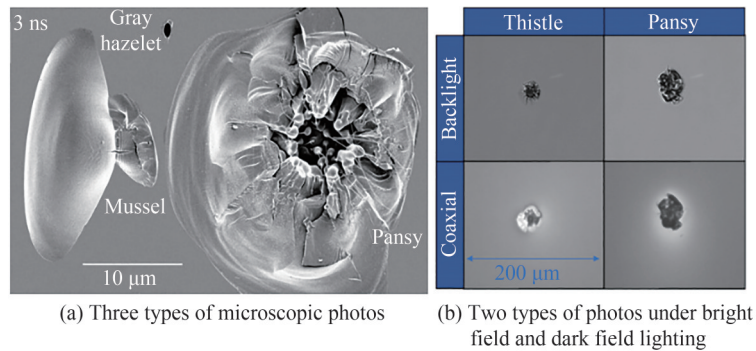 3 ns
Gray
hazelet
Mussel
Pansy
10 μm
(a) Three types of microscopic photos
Thistle
Pansy
Backlight
Coaxial
200 μm
(b) Two types of photos under bright
field and dark field lighting